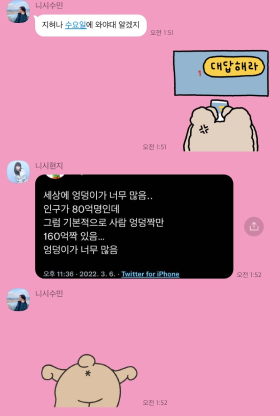 니시수민
지혀나 수요일에 와야대 알겠지
오전 1:51
대답해라
오전 1:51
니시현지
세상에 엉덩이가 너무 많음..
인구가 80억명인데
그럼 기본적으로 사람 엉덩짝만
160억짝 있음...
엉덩이가 너무 많음
오후 11:36 · 2022. 3. 6. · Twitter for iPhone
오전 1:52
니시수민
오전 1:52